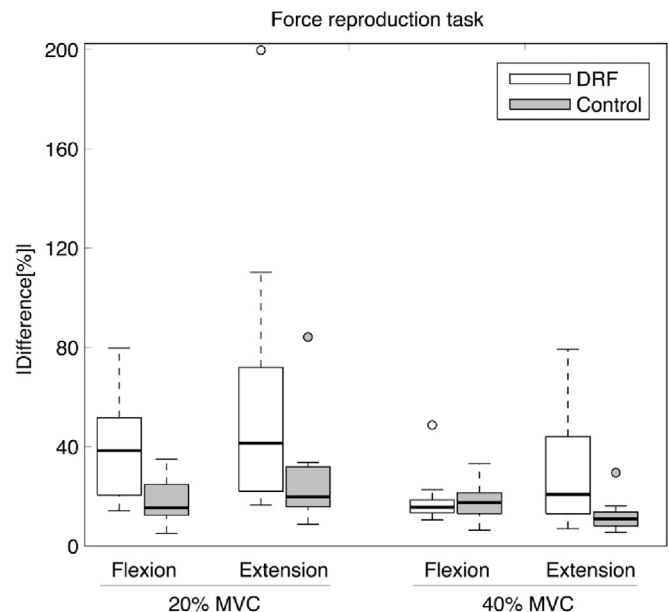 Force reproduction task
DRF
Control
|Difference[%]|
200
160
120
80
40
0
Flexion Extension Flexion Extension
20% MVC 40% MVC